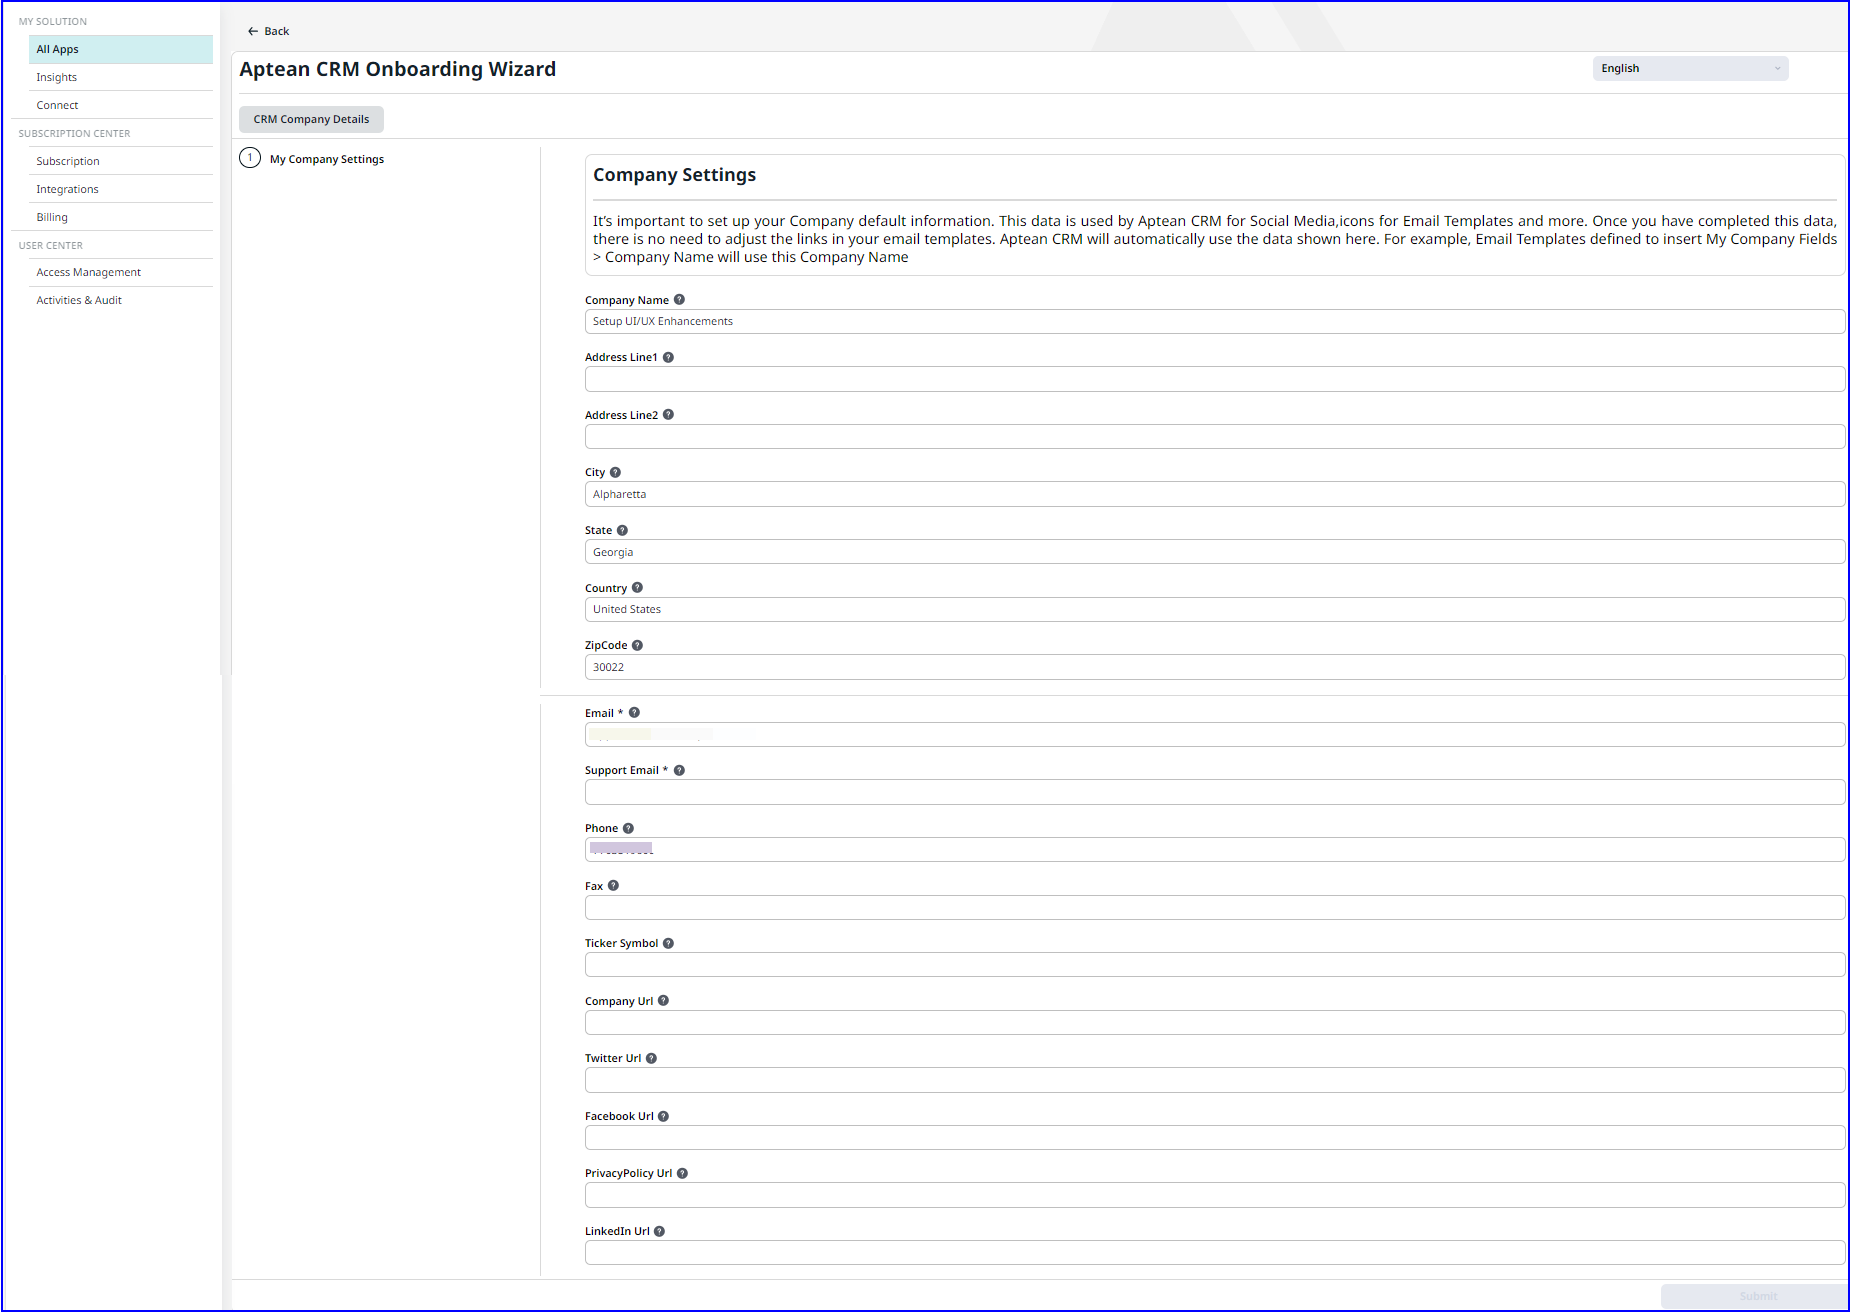 MY SOLUTION
All Apps
Insights
Connect
SUBSCRIPTION CENTER
Subscription
Integrations
Billing
USER CENTER
Access Management
Activities & Audit
← Back
Aptean CRM Onboarding Wizard
English
CRM Company Details
1 My Company Settings
Company Settings
It's important to set up your Company default information. This data is used by Aptean CRM for Social Media,icons for Email Templates and more. Once you have completed this data,
there is no need to adjust the links in your email templates. Aptean CRM will automatically use the data shown here. For example, Email Templates defined to insert My Company Fields
> Company Name will use this Company Name
Company Name ?
Setup UI/UX Enhancements
Address Line1 ?
Address Line2 ?
City ?
Alpharetta
State ?
Georgia
Country ?
United States
ZipCode ?
30022
Email * ?
Support Email * ?
Phone ?
Fax ?
Ticker Symbol ?
Company Url ?
Twitter Url ?
Facebook Url ?
PrivacyPolicy Url ?
LinkedIn Url ?
Submit